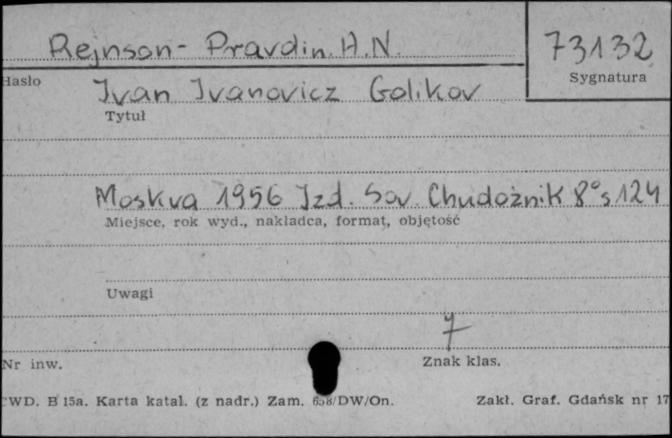 Rejnson- Pravdin. A.N. 73132
Hasło Sygnatura
Ivan Ivanovicz Golikov
Tytuł
Moskva 1956 Izd. Sov. Chudożnik 8° s.124
Miejsce, rok wyd., nakładca, format, objętość
Uwagi
7
Nr inw. Znak klas.
WD. B 15a. Karta katal. (z nadr.) Zam. 658/DW/On. Zakł. Graf. Gdańsk nr 17